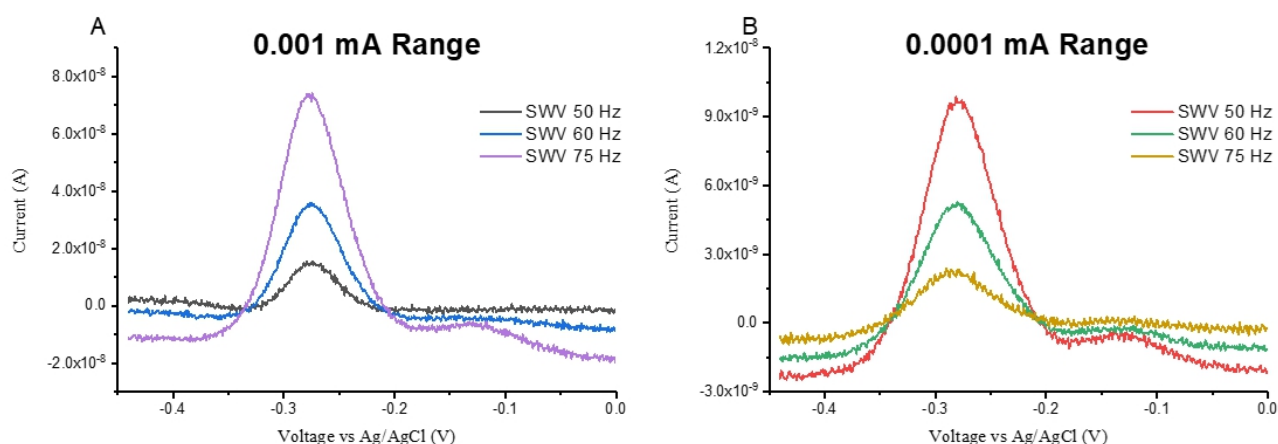 A
0.001 mA Range
8.0x10⁻⁸
6.0x10⁻⁸
4.0x10⁻⁸
2.0x10⁻⁸
0.0
-2.0x10⁻⁸
Current (A)
SWV 50 Hz
SWV 60 Hz
SWV 75 Hz
-0.4
-0.3
-0.2
-0.1
0.0
Voltage vs Ag/AgCl (V)
B
0.0001 mA Range
1.2x10⁻⁸
9.0x10⁻⁹
6.0x10⁻⁹
3.0x10⁻⁹
0.0
-3.0x10⁻⁹
Current (A)
SWV 50 Hz
SWV 60 Hz
SWV 75 Hz
-0.4
-0.3
-0.2
-0.1
0.0
Voltage vs Ag/AgCl (V)